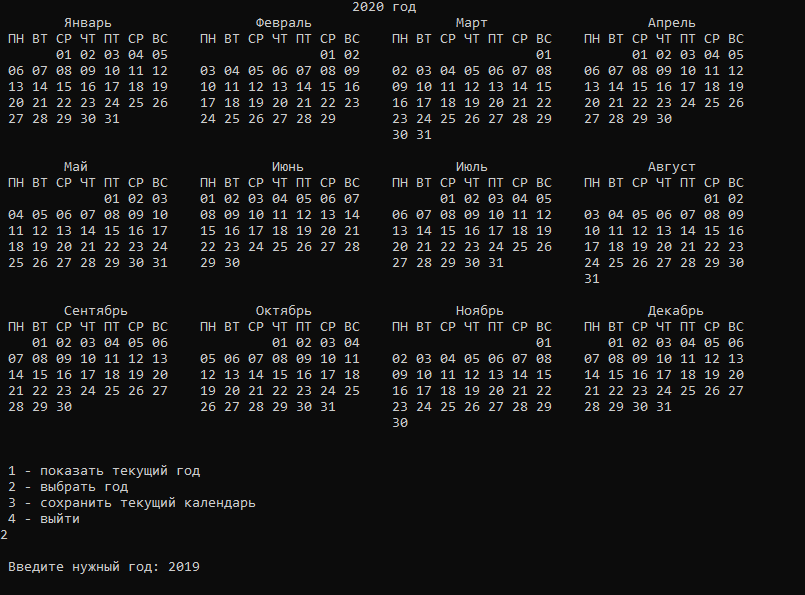 2020 год
Январь Февраль Март Апрель
ПН ВТ СР ЧТ ПТ СР ВС ПН ВТ СР ЧТ ПТ СР ВС ПН ВТ СР ЧТ ПТ СР ВС ПН ВТ СР ЧТ ПТ СР ВС
01 02 03 04 05 01 02 01 01 02 03 04 05
06 07 08 09 10 11 12 03 04 05 06 07 08 09 02 03 04 05 06 07 08 06 07 08 09 10 11 12
13 14 15 16 17 18 19 10 11 12 13 14 15 16 09 10 11 12 13 14 15 13 14 15 16 17 18 19
20 21 22 23 24 25 26 17 18 19 20 21 22 23 16 17 18 19 20 21 22 20 21 22 23 24 25 26
27 28 29 30 31 24 25 26 27 28 29 23 24 25 26 27 28 29 27 28 29 30
30 31
Май Июнь Июль Август
ПН ВТ СР ЧТ ПТ СР ВС ПН ВТ СР ЧТ ПТ СР ВС ПН ВТ СР ЧТ ПТ СР ВС ПН ВТ СР ЧТ ПТ СР ВС
01 02 03 01 02 03 04 05 06 07 01 02 03 04 05 01 02
04 05 06 07 08 09 10 08 09 10 11 12 13 14 06 07 08 09 10 11 12 03 04 05 06 07 08 09
11 12 13 14 15 16 17 15 16 17 18 19 20 21 13 14 15 16 17 18 19 10 11 12 13 14 15 16
18 19 20 21 22 23 24 22 23 24 25 26 27 28 20 21 22 23 24 25 26 17 18 19 20 21 22 23
25 26 27 28 29 30 31 29 30 27 28 29 30 31 24 25 26 27 28 29 30
31
Сентябрь Октябрь Ноябрь Декабрь
ПН ВТ СР ЧТ ПТ СР ВС ПН ВТ СР ЧТ ПТ СР ВС ПН ВТ СР ЧТ ПТ СР ВС ПН ВТ СР ЧТ ПТ СР ВС
01 02 03 04 05 06 01 02 03 04 01 01 02 03 04 05 06
07 08 09 10 11 12 13 05 06 07 08 09 10 11 02 03 04 05 06 07 08 07 08 09 10 11 12 13
14 15 16 17 18 19 20 12 13 14 15 16 17 18 09 10 11 12 13 14 15 14 15 16 17 18 19 20
21 22 23 24 25 26 27 19 20 21 22 23 24 25 16 17 18 19 20 21 22 21 22 23 24 25 26 27
28 29 30 26 27 28 29 30 31 23 24 25 26 27 28 29 28 29 30 31
30
1 - показать текущий год
2 - выбрать год
3 - сохранить текущий календарь
4 - выйти
2
Введите нужный год: 2019